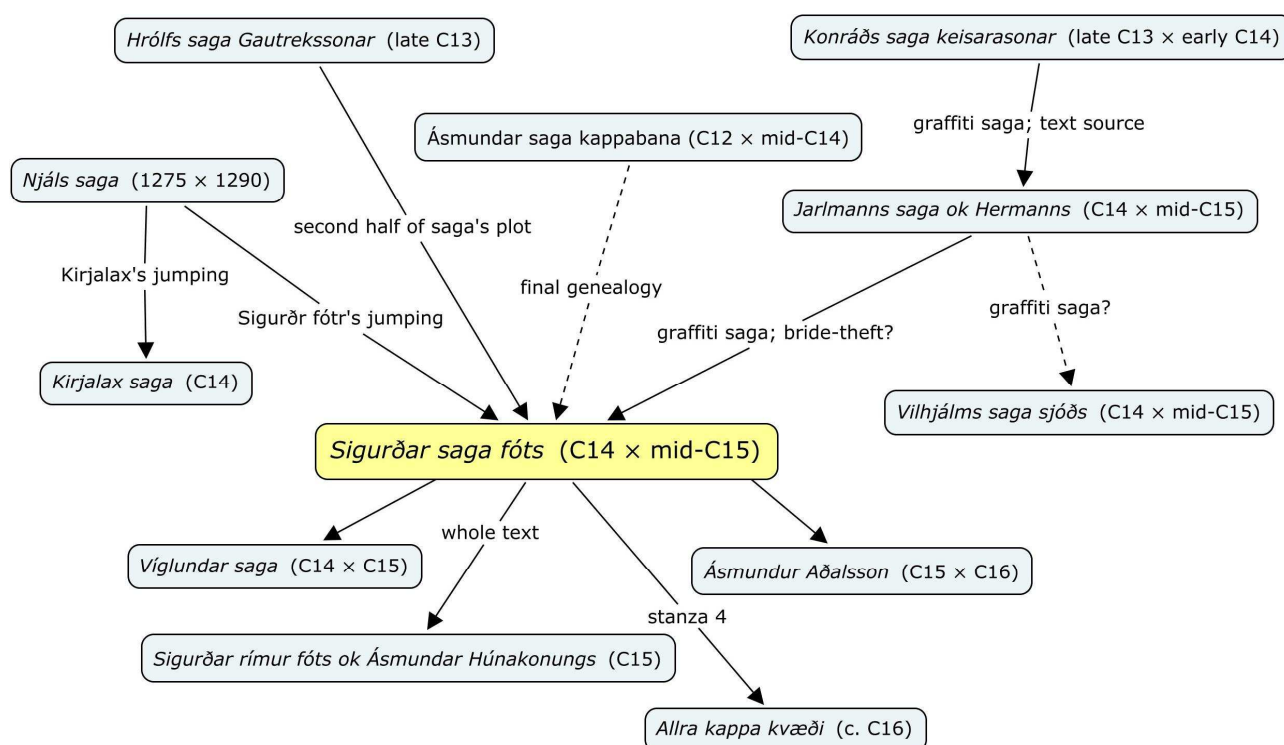 Hrólfs saga Gautrekssonar (late C13)
Konráðs saga keisarasonar (late C13 × early C14)
graffiti saga; text source
Ásmundar saga kappabana (C12 × mid-C14)
Njáls saga (1275 × 1290)
Jarlmanns saga ok Hermanns (C14 × mid-C15)
second half of saga's plot
Kirjalax's jumping
final genealogy
Sigurðr fótr's jumping
graffiti saga; bride-theft?
graffiti saga?
Kirjalax saga (C14)
Vilhjálms saga sjóðs (C14 × mid-C15)
Sigurðar saga fóts (C14 × mid-C15)
whole text
Víglundar saga (C14 × C15)
Ásmundur Aðalsson (C15 × C16)
stanza 4
Sigurðar rímur fóts ok Ásmundar Húnakonungs (C15)
Allra kappa kvæði (c. C16)